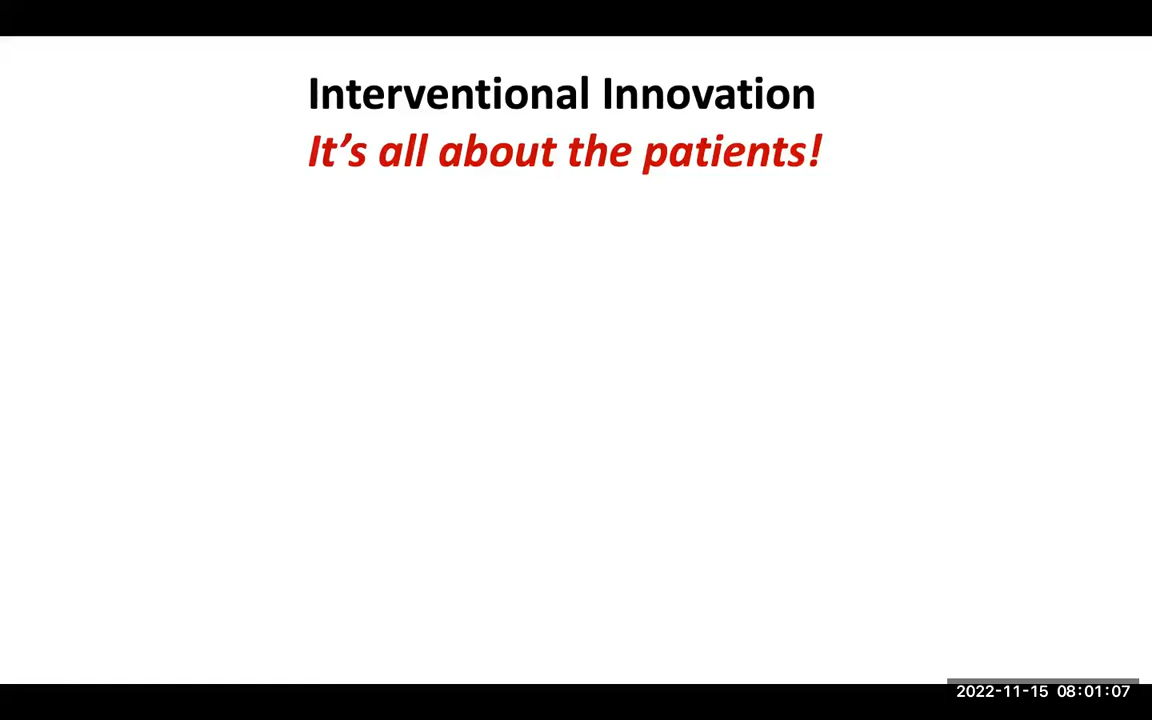 Interventional Innovation
It's all about the patients!
2022-11-15 08:01:07